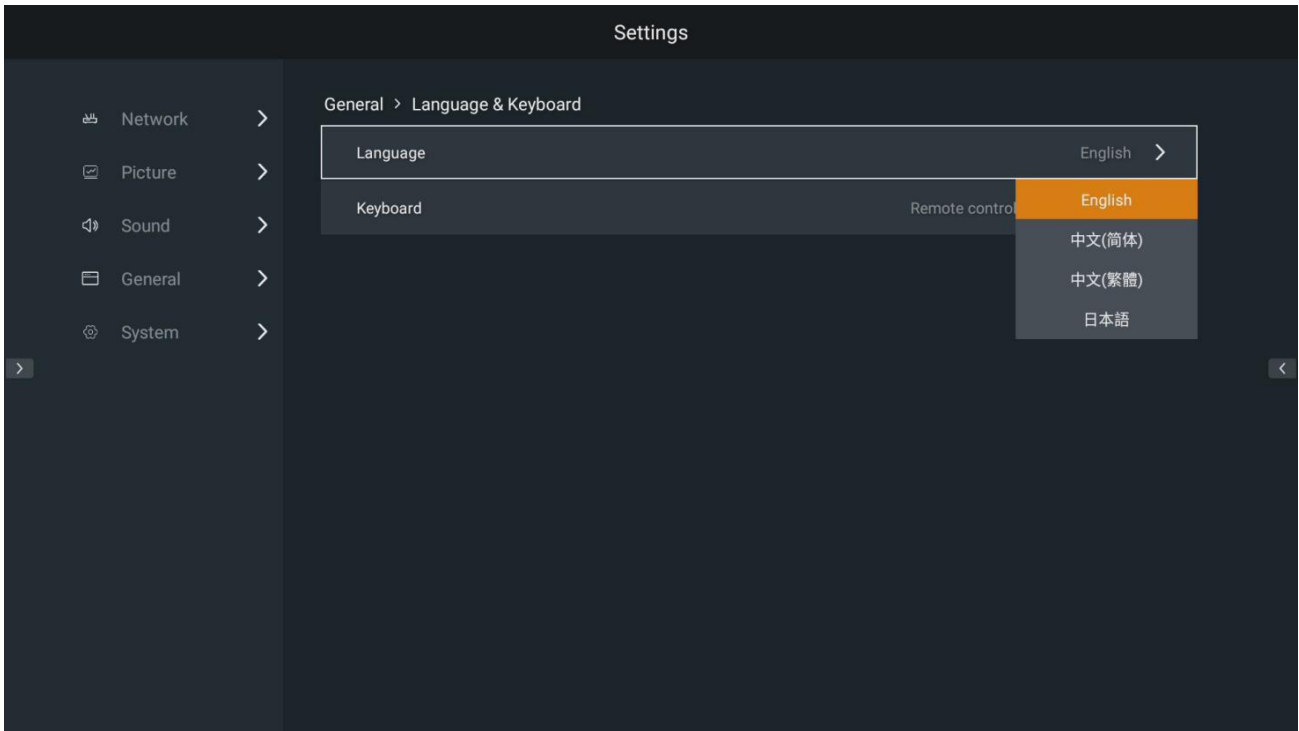 Settings
Network
Picture
Sound
General
System
General > Language & Keyboard
Language English
Keyboard Remote control
English
中文(简体)
中文(繁體)
日本語